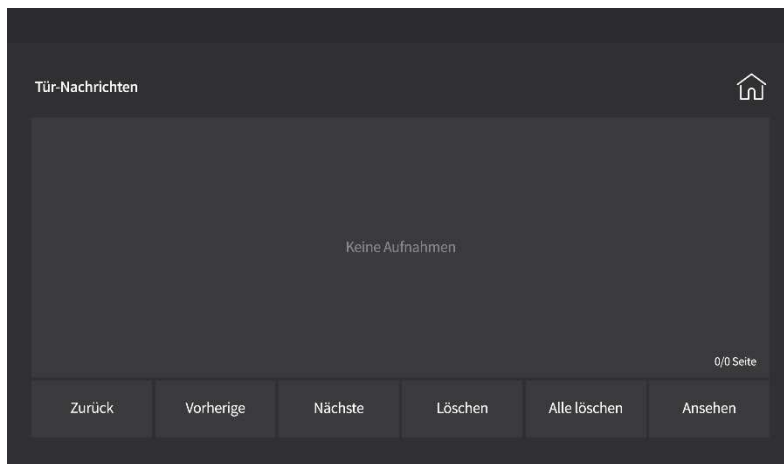 Tür-Nachrichten
Keine Aufnahmen
0/0 Seite
Zurück Vorherige Nächste Löschen Alle löschen Ansehen